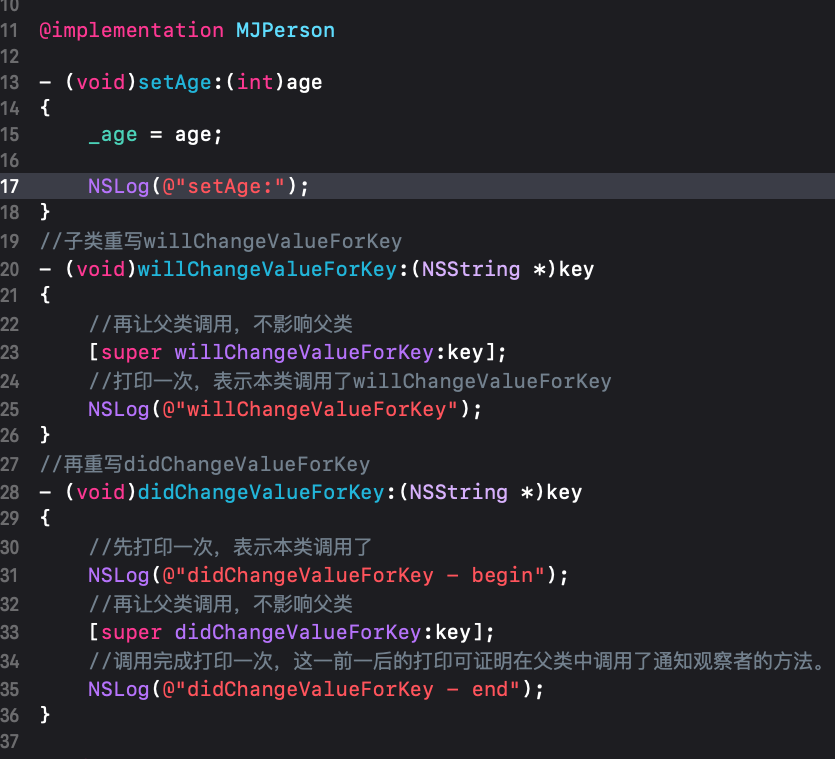 10
11 @implementation MJPerson
12
13 - (void)setAge:(int)age
14 {
15     _age = age;
16
17     NSLog(@"setAge:");
18 }
19 //子类重写willChangeValueForKey
20 - (void)willChangeValueForKey:(NSString *)key
21 {
22     //再让父类调用，不影响父类
23     [super willChangeValueForKey:key];
24     //打印一次，表示本类调用了willChangeValueForKey
25     NSLog(@"willChangeValueForKey");
26 }
27 //再重写didChangeValueForKey
28 - (void)didChangeValueForKey:(NSString *)key
29 {
30     //先打印一次，表示本类调用了
31     NSLog(@"didChangeValueForKey - begin");
32     //再让父类调用，不影响父类
33     [super didChangeValueForKey:key];
34     //调用完成打印一次，这一前一后的打印可证明在父类中调用了通知观察者的方法。
35     NSLog(@"didChangeValueForKey - end");
36 }
37